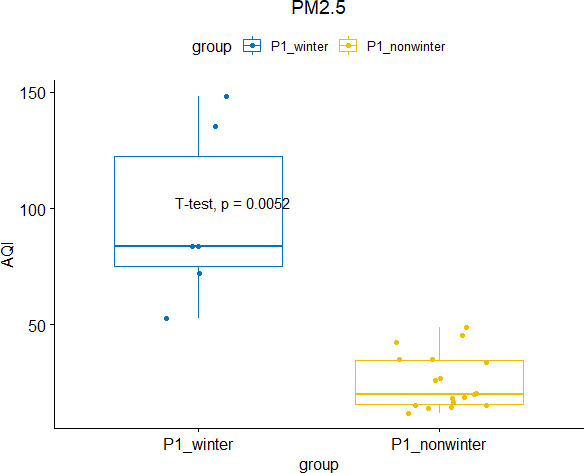 PM2.5
group P1_winter P1_nonwinter
150
100
50
AQI
T-test, p = 0.0052
P1_winter P1_nonwinter
group